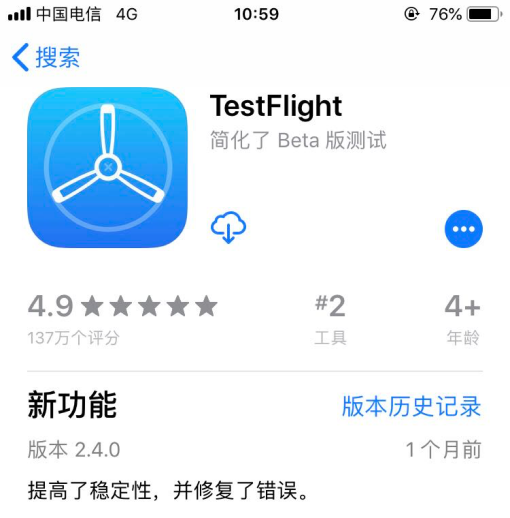 中国电信 4G 10:59 76%
搜索
TestFlight
简化了 Beta 版测试
4.9 #2 4+
137万个评分 工具 年龄
新功能 版本历史记录
版本 2.4.0 1 个月前
提高了稳定性，并修复了错误。